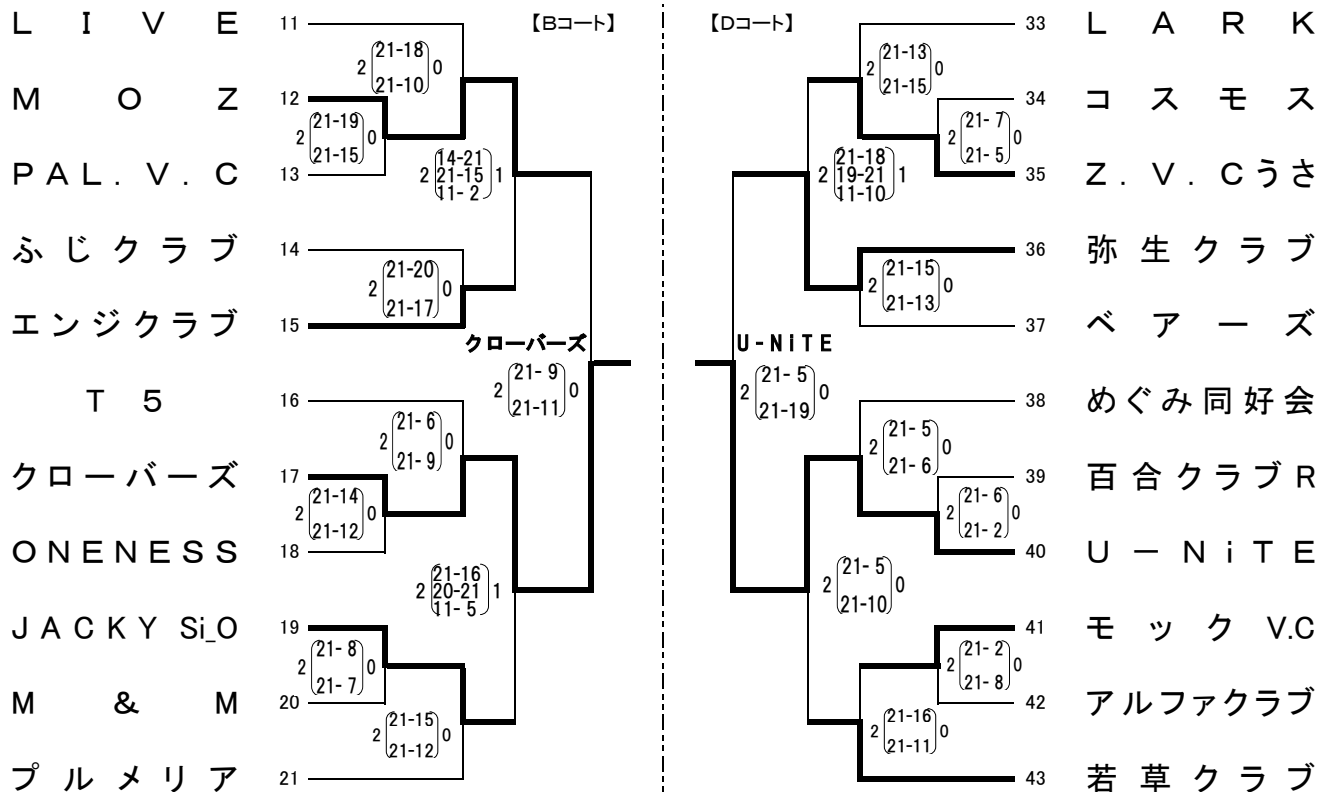 【Bコート】 【Dコート】
LIVE 11
2 21-18 0
21-10
MOZ 12
2 21-19 0
21-15
PAL.V.C 13
2 14-21 1
21-15
11- 2
ふじクラブ 14
2 21-20 0
21-17
エンジクラブ 15
クローバーズ
2 21- 9 0
21-11
T5 16
2 21- 6 0
21- 9
クローバーズ 17
2 21-14 0
21-12
ONENESS 18
2 21-16 1
20-21
11- 5
JACKY Si_O 19
2 21- 8 0
21- 7
M&M 20
2 21-15 0
21-12
プルメリア 21
33 LARK
2 21-13 0
21-15
34 コスモス
2 21- 7 0
21- 5
35 Z.V.Cうさ
2 21-18 1
19-21
11-10
36 弥生クラブ
2 21-15 0
21-13
37 ベアーズ
U-NiTE
2 21- 5 0
21-19
38 めぐみ同好会
2 21- 5 0
21- 6
39 百合クラブR
2 21- 6 0
21- 2
40 U－NiTE
2 21- 5 0
21-10
41 モックV.C
2 21- 2 0
21- 8
42 アルファクラブ
2 21-16 0
21-11
43 若草クラブ